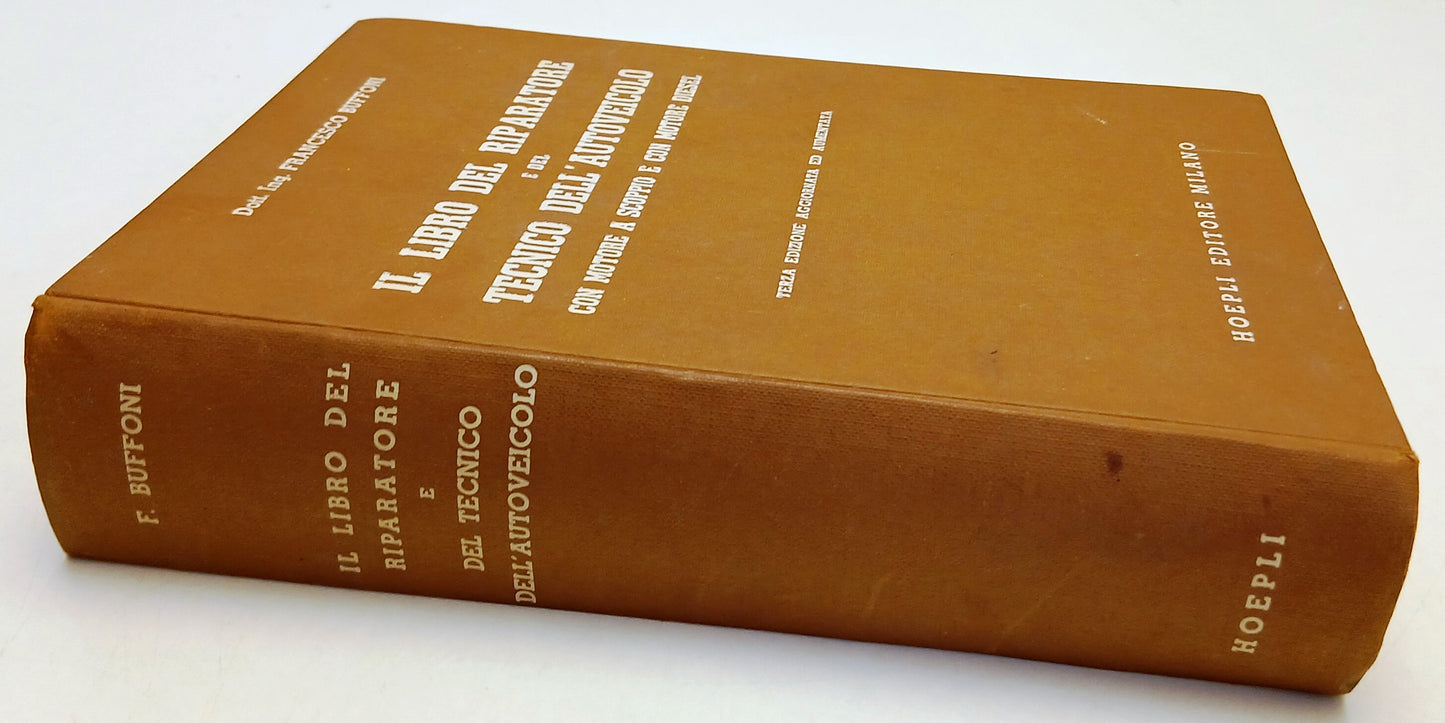 Dott. Ing. FRANCESCO BUFFONI
IL LIBRO DEL RIPARATORE
E DEL
TECNICO DELL'AUTOVEICOLO
CON MOTORE A SCOPPIO E CON MOTORE DIESEL
TERZA EDIZIONE AGGIORNATA ED AUMENTATA
HOEPLI EDITORE MILANO
F. BUFFONI
IL LIBRO DEL
RIPARATORE
E
DEL TECNICO
DELL'AUTOVEICOLO
HOEPLI